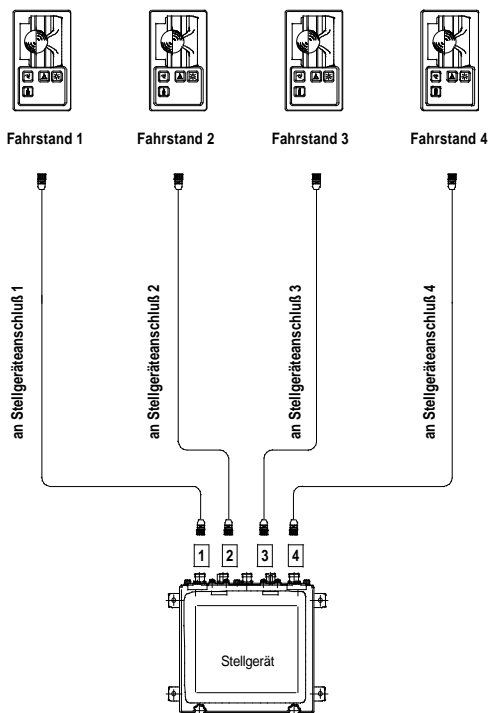 Fahrstand 1
Fahrstand 2
Fahrstand 3
Fahrstand 4
an Stellgeräteanschluß 1
an Stellgeräteanschluß 2
an Stellgeräteanschluß 3
an Stellgeräteanschluß 4
1
2
3
4
Stellgerät